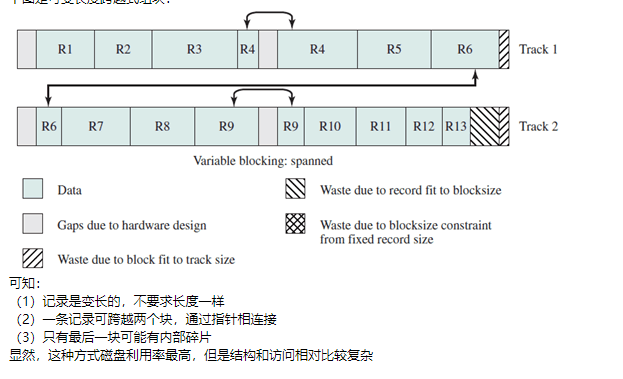 R1 R2 R3 R4 R4 R5 R6 Track 1
R6 R7 R8 R9 R9 R10 R11 R12 R13 Track 2
Variable blocking: spanned
Data
Waste due to record fit to blocksize
Gaps due to hardware design
Waste due to blocksize constraint
from fixed record size
Waste due to block fit to track size
可知：
（1）记录是变长的，不要求长度一样
（2）一条记录可跨越两个块，通过指针相连接
（3）只有最后一块可能有内部碎片
显然，这种方式磁盘利用率最高，但是结构和访问相对比较复杂